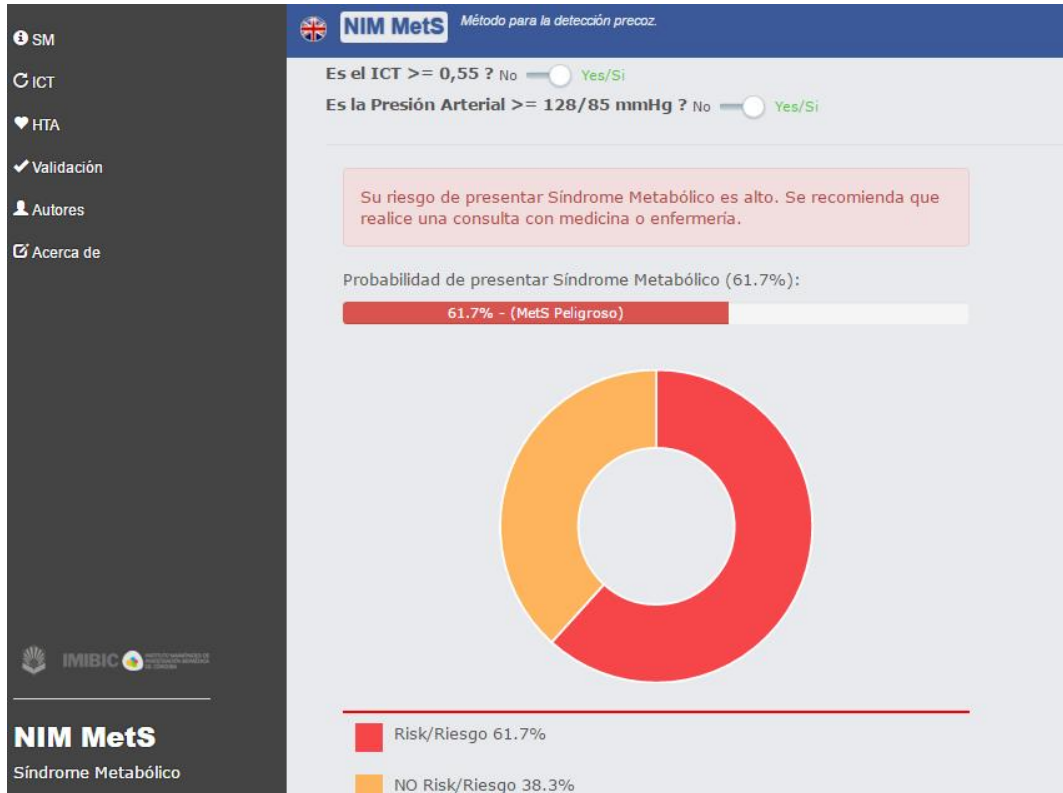 SM
ICT
HTA
Validación
Autores
Acerca de
IMIBIC
NIM MetS
Síndrome Metabólico
NIM MetS Método para la detección precoz.
Es el ICT >= 0,55 ? No Yes/Si
Es la Presión Arterial >= 128/85 mmHg ? No Yes/Si
Su riesgo de presentar Síndrome Metabólico es alto. Se recomienda que
realice una consulta con medicina o enfermería.
Probabilidad de presentar Síndrome Metabólico (61.7%):
61.7% - (MetS Peligroso)
Risk/Riesgo 61.7%
NO Risk/Riesgo 38.3%